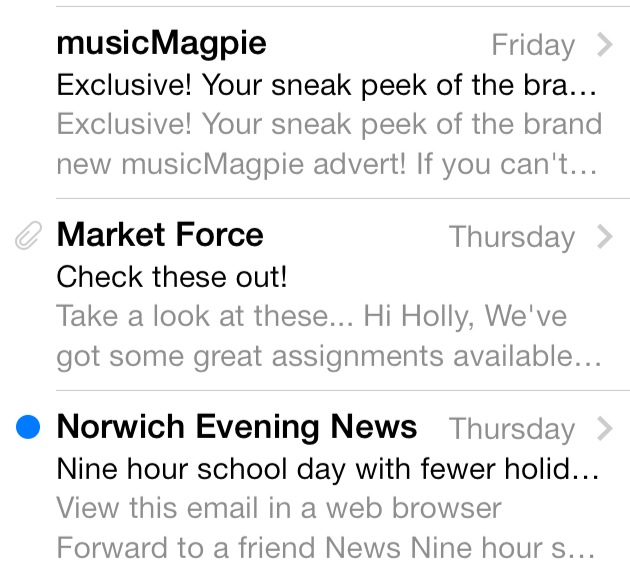 musicMagpie Friday
Exclusive! Your sneak peek of the bra...
Exclusive! Your sneak peek of the brand
new musicMagpie advert! If you can't...
Market Force Thursday
Check these out!
Take a look at these... Hi Holly, We've
got some great assignments available...
Norwich Evening News Thursday
Nine hour school day with fewer holid...
View this email in a web browser
Forward to a friend News Nine hour s...